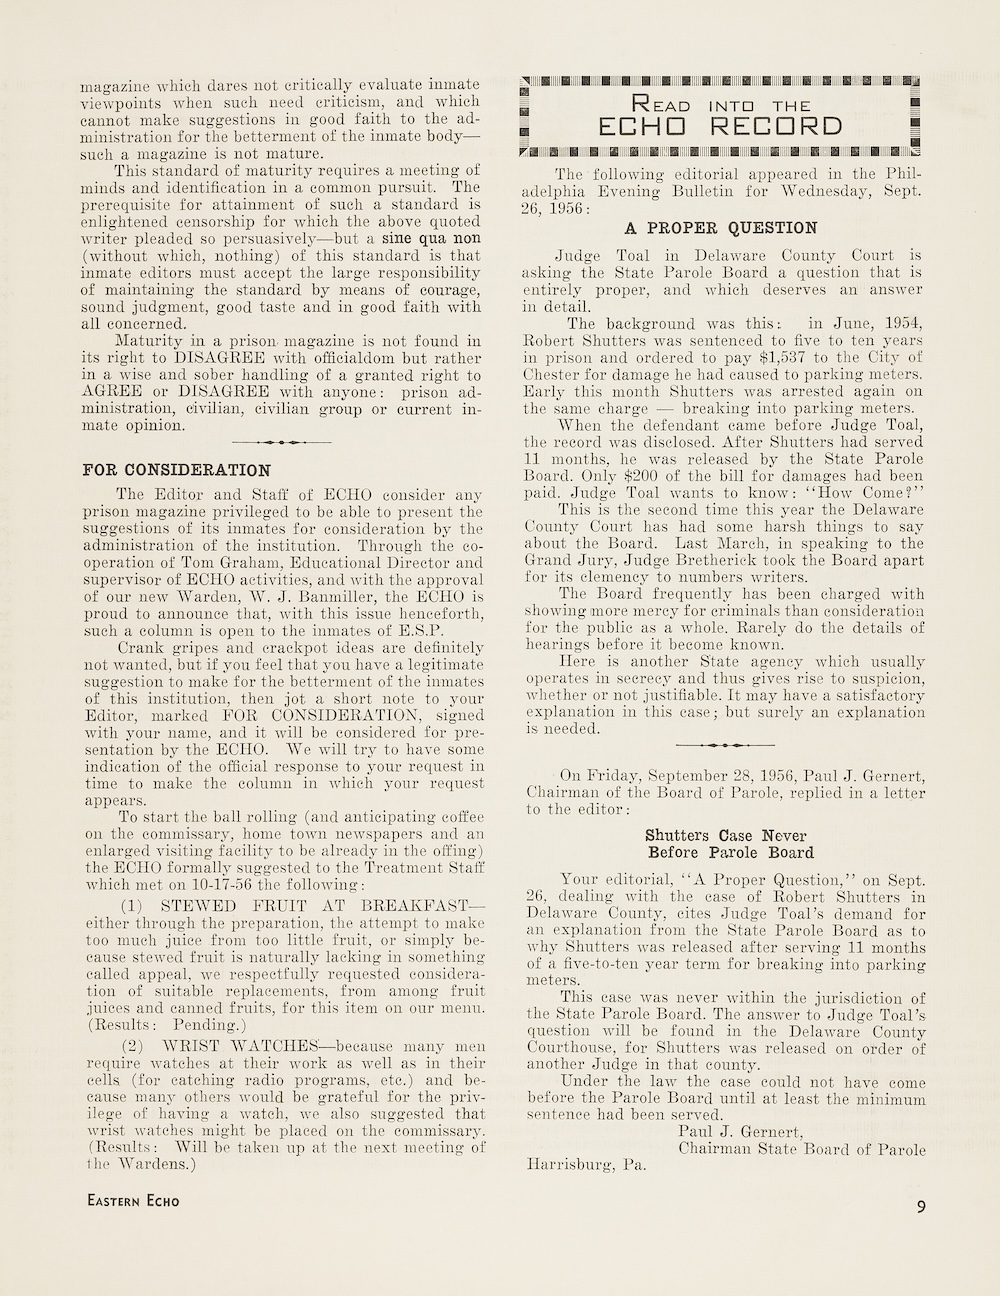 magazine which dares not critically evaluate inmate
viewpoints when such need criticism, and which
cannot make suggestions in good faith to the ad-
ministration for the betterment of the inmate body—
such a magazine is not mature.
This standard of maturity requires a meeting of
minds and identification in a common pursuit. The
prerequisite for attainment of such a standard is
enlightened censorship for which the above quoted
writer pleaded so persuasively—but a sine qua non
(without which, nothing) of this standard is that
inmate editors must accept the large responsibility
of maintaining the standard by means of courage,
sound judgment, good taste and in good faith with
all concerned.
Maturity in a prison magazine is not found in
its right to DISAGREE with officialdom but rather
in a wise and sober handling of a granted right to
AGREE or DISAGREE with anyone: prison ad-
ministration, civilian, civilian group or current in-
mate opinion.
FOR CONSIDERATION
The Editor and Staff of ECHO consider any
prison magazine privileged to be able to present the
suggestions of its inmates for consideration by the
administration of the institution. Through the co-
operation of Tom Graham, Educational Director and
supervisor of ECHO activities, and with the approval
of our new Warden, W. J. Banmiller, the ECHO is
proud to announce that, with this issue henceforth,
such a column is open to the inmates of E.S.P.
Crank gripes and crackpot ideas are definitely
not wanted, but if you feel that you have a legitimate
suggestion to make for the betterment of the inmates
of this institution, then jot a short note to your
Editor, marked FOR CONSIDERATION, signed
with your name, and it will be considered for pre-
sentation by the ECHO. We will try to have some
indication of the official response to your request in
time to make the column in which your request
appears.
To start the ball rolling (and anticipating coffee
on the commissary, home town newspapers and an
enlarged visiting facility to be already in the offing)
the ECHO formally suggested to the Treatment Staff
which met on 10-17-56 the following:
(1) STEWED FRUIT AT BREAKFAST—
either through the preparation, the attempt to make
too much juice from too little fruit, or simply be-
cause stewed fruit is naturally lacking in something
called appeal, we respectfully requested considera-
tion of suitable replacements, from among fruit
juices and canned fruits, for this item on our menu.
(Results: Pending.)
(2) WRIST WATCHES—because many men
require watches at their work as well as in their
cells (for catching radio programs, etc.) and be-
cause many others would be grateful for the priv-
ilege of having a watch, we also suggested that
wrist watches might be placed on the commissary.
(Results: Will be taken up at the next meeting of
the Wardens.)
READ INTO THE
ECHO RECORD
The following editorial appeared in the Phil-
adelphia Evening Bulletin for Wednesday, Sept.
26, 1956:
A PROPER QUESTION
Judge Toal in Delaware County Court is
asking the State Parole Board a question that is
entirely proper, and which deserves an answer
in detail.
The background was this: in June, 1954,
Robert Shutters was sentenced to five to ten years
in prison and ordered to pay $1,537 to the City of
Chester for damage he had caused to parking meters.
Early this month Shutters was arrested again on
the same charge — breaking into parking meters.
When the defendant came before Judge Toal,
the record was disclosed. After Shutters had served
11 months, he was released by the State Parole
Board. Only $200 of the bill for damages had been
paid. Judge Toal wants to know: "How Come?"
This is the second time this year the Delaware
County Court has had some harsh things to say
about the Board. Last March, in speaking to the
Grand Jury, Judge Bretherick took the Board apart
for its clemency to numbers writers.
The Board frequently has been charged with
showing more mercy for criminals than consideration
for the public as a whole. Rarely do the details of
hearings before it become known.
Here is another State agency which usually
operates in secrecy and thus gives rise to suspicion,
whether or not justifiable. It may have a satisfactory
explanation in this case; but surely an explanation
is needed.
On Friday, September 28, 1956, Paul J. Gernert,
Chairman of the Board of Parole, replied in a letter
to the editor:
Shutters Case Never
Before Parole Board
Your editorial, "A Proper Question," on Sept.
26, dealing with the case of Robert Shutters in
Delaware County, cites Judge Toal's demand for
an explanation from the State Parole Board as to
why Shutters was released after serving 11 months
of a five-to-ten year term for breaking into parking
meters.
This case was never within the jurisdiction of
the State Parole Board. The answer to Judge Toal's
question will be found in the Delaware County
Courthouse, for Shutters was released on order of
another Judge in that county.
Under the law the case could not have come
before the Parole Board until at least the minimum
sentence had been served.
Paul J. Gernert,
Chairman State Board of Parole
Harrisburg, Pa.
EASTERN ECHO
9